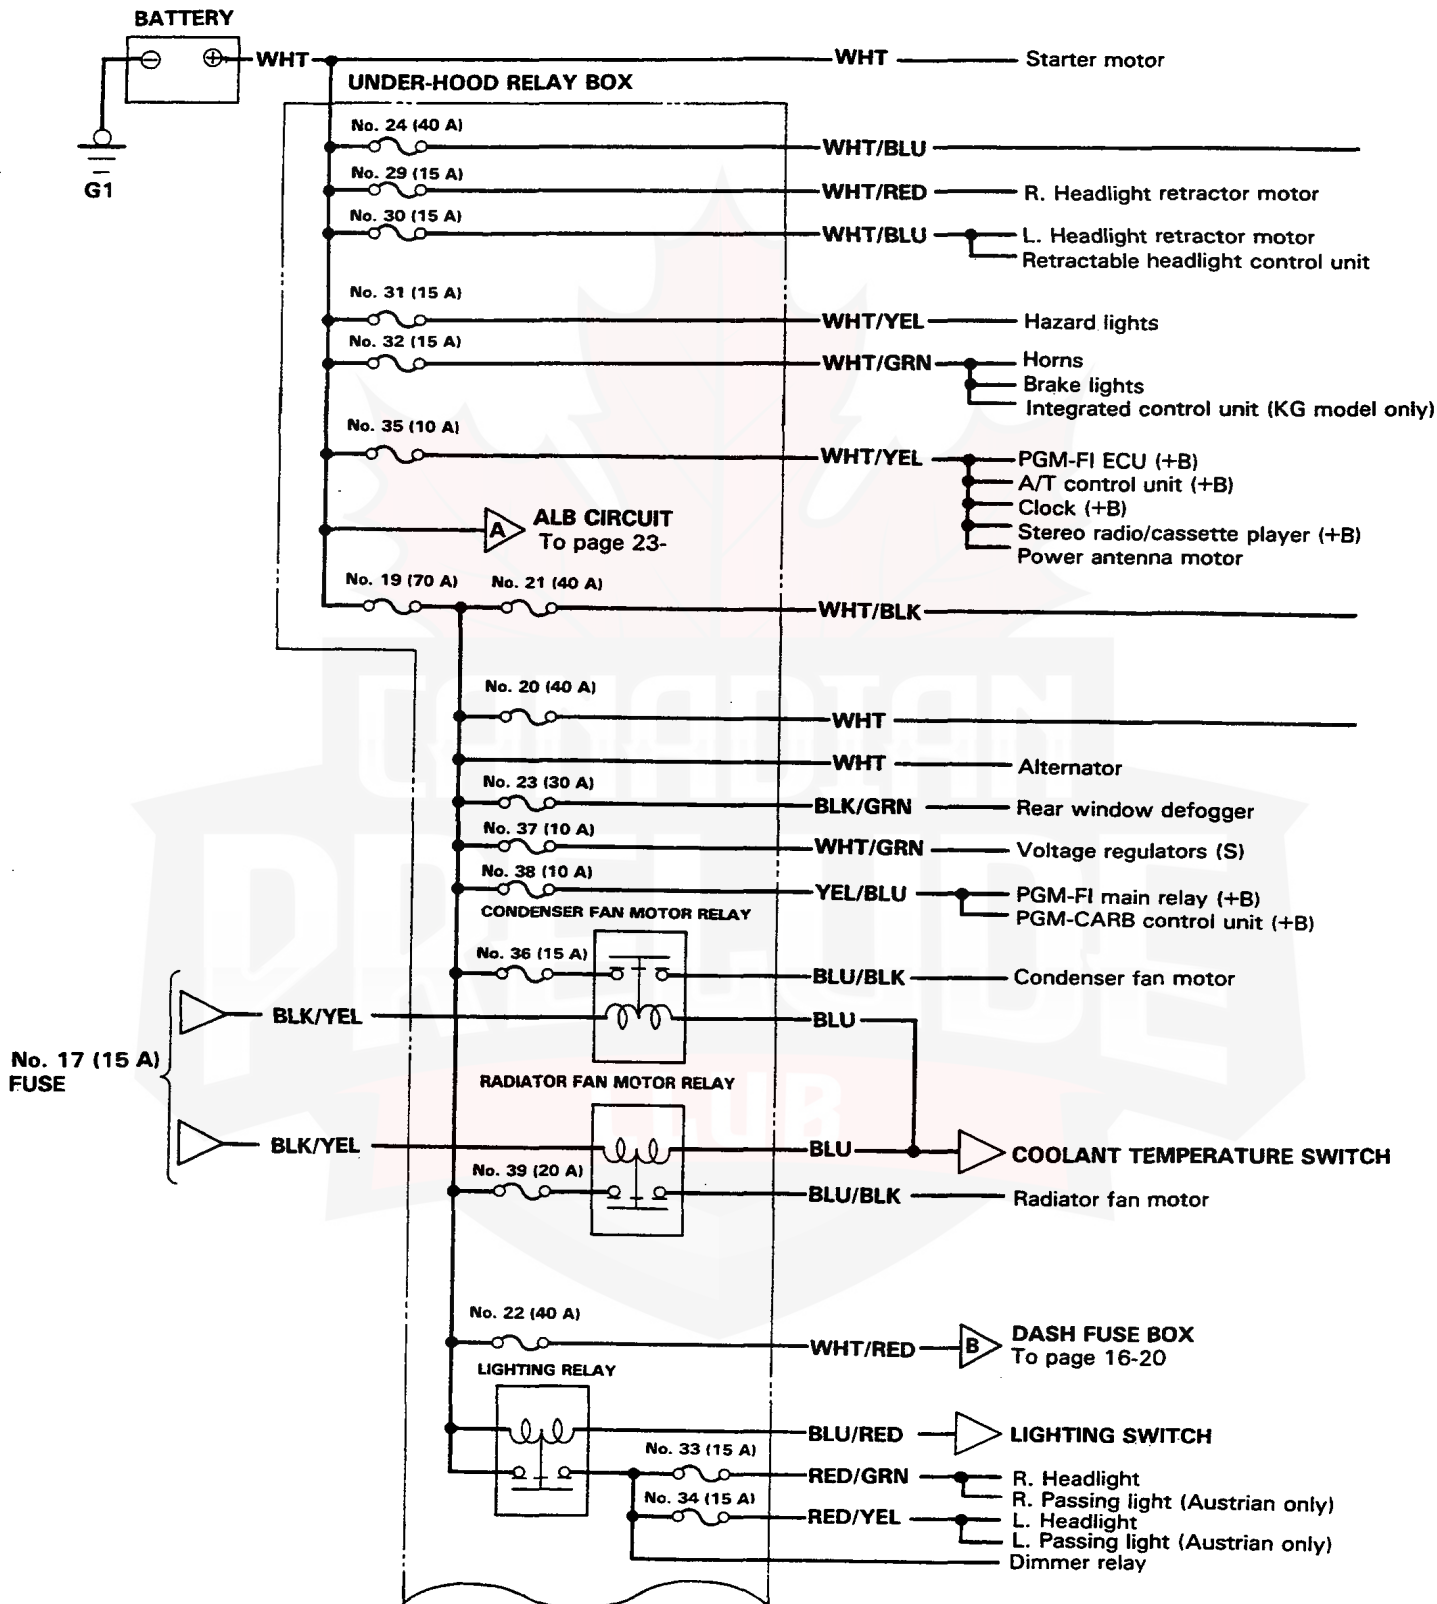 BATTERY
WHT WHT Starter motor
UNDER-HOOD RELAY BOX
No. 24 (40 A)
WHT/BLU
No. 29 (15 A)
WHT/RED R. Headlight retractor motor
No. 30 (15 A)
G1
WHT/BLU L. Headlight retractor motor
Retractable headlight control unit
No. 31 (15 A)
WHT/YEL Hazard lights
No. 32 (15 A)
WHT/GRN Horns
Brake lights
Integrated control unit (KG model only)
No. 35 (10 A)
WHT/YEL PGM-FI ECU (+B)
A/T control unit (+B)
Clock (+B)
Stereo radio/cassette player (+B)
Power antenna motor
A ALB CIRCUIT
To page 23-
No. 19 (70 A) No. 21 (40 A)
WHT/BLK
No. 20 (40 A)
WHT
WHT Alternator
No. 23 (30 A)
BLK/GRN Rear window defogger
No. 37 (10 A)
WHT/GRN Voltage regulators (S)
No. 38 (10 A)
YEL/BLU PGM-FI main relay (+B)
PGM-CARB control unit (+B)
CONDENSER FAN MOTOR RELAY
No. 36 (15 A)
BLU/BLK Condenser fan motor
BLK/YEL BLU
No. 17 (15 A)
FUSE
RADIATOR FAN MOTOR RELAY
BLK/YEL BLU COOLANT TEMPERATURE SWITCH
No. 39 (20 A)
BLU/BLK Radiator fan motor
No. 22 (40 A)
WHT/RED B DASH FUSE BOX
To page 16-20
LIGHTING RELAY
BLU/RED LIGHTING SWITCH
No. 33 (15 A)
RED/GRN R. Headlight
R. Passing light (Austrian only)
No. 34 (15 A)
RED/YEL L. Headlight
L. Passing light (Austrian only)
Dimmer relay
CANADIAN
PRELUDE
CLUB